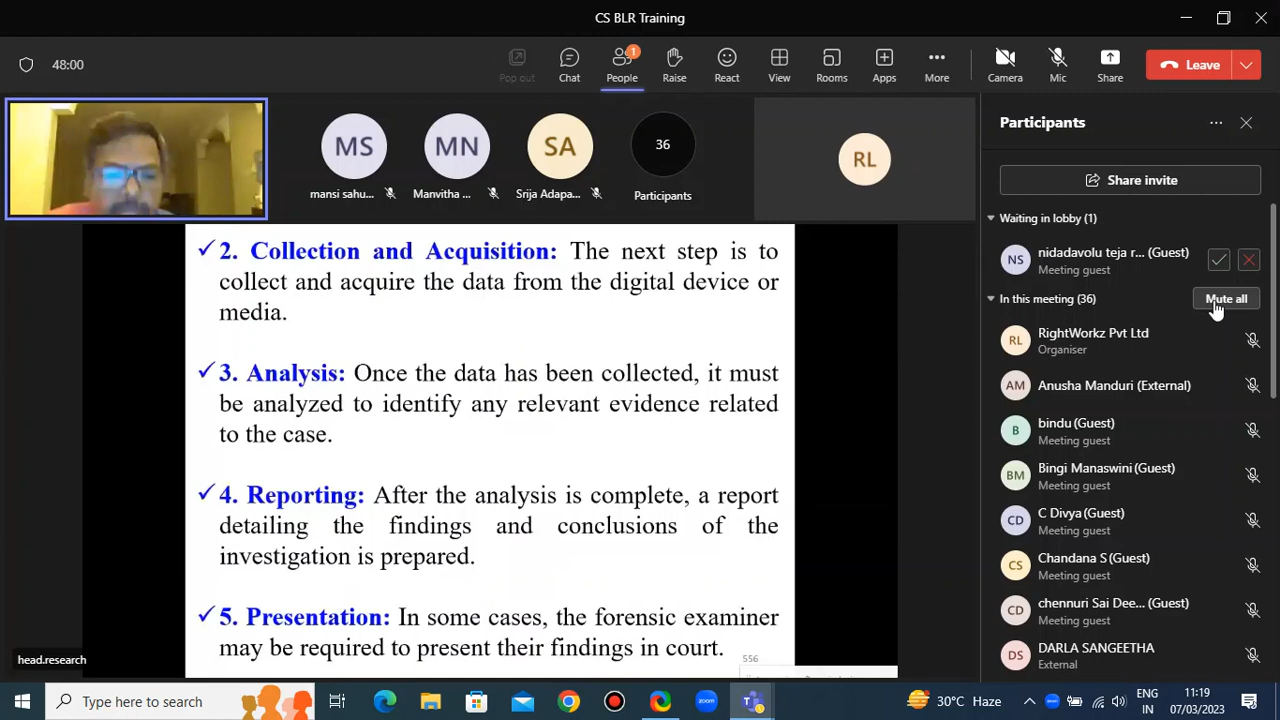 CS BLR Training
48:00
Pop out
Chat
1
People
Raise
React
View
Rooms
Apps
More
Camera
Mic
Share
Leave
MS
mansi sahu...
MN
Manvitha ...
SA
Srija Adapa...
36
Participants
RL
Participants
Share invite
Waiting in lobby (1)
NS
nidadavolu teja r... (Guest)
Meeting guest
In this meeting (36)
Mute all
RL
RightWorkz Pvt Ltd
Organiser
AM
Anusha Manduri (External)
B
bindu (Guest)
Meeting guest
BM
Bingi Manaswini (Guest)
Meeting guest
CD
C Divya (Guest)
Meeting guest
CS
Chandana S (Guest)
Meeting guest
CD
chennuri Sai Dee... (Guest)
Meeting guest
DS
DARLA SANGEETHA
External
2. Collection and Acquisition: The next step is to
collect and acquire the data from the digital device or
media.
3. Analysis: Once the data has been collected, it must
be analyzed to identify any relevant evidence related
to the case.
4. Reporting: After the analysis is complete, a report
detailing the findings and conclusions of the
investigation is prepared.
5. Presentation: In some cases, the forensic examiner
may be required to present their findings in court.
556
head.research
Type here to search
zoom
30°C Haze
zoom
ENG
IN
11:19
07/03/2023